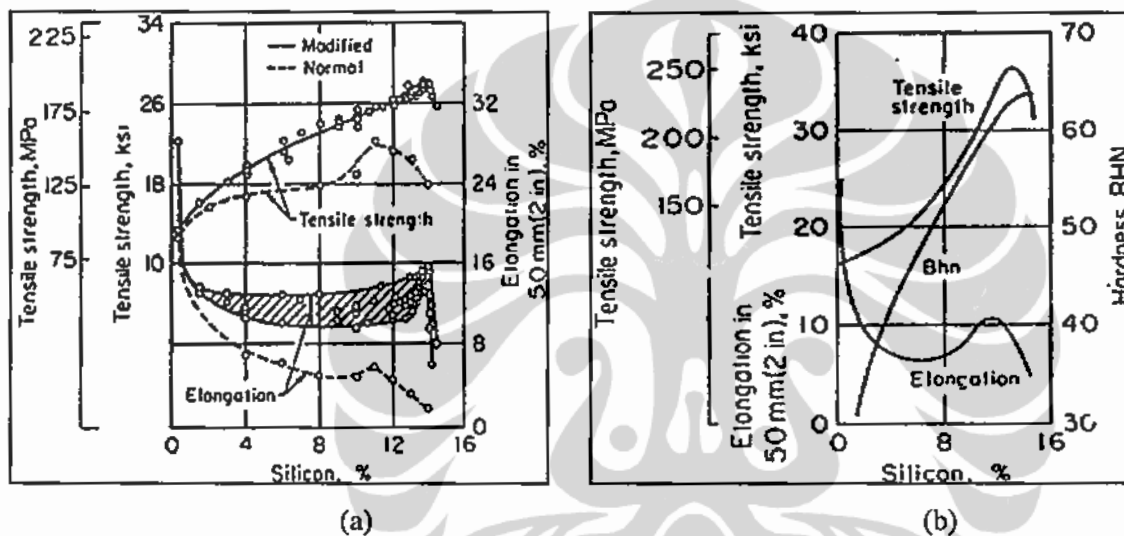 Tensile strength, MPa
225
175
125
75
Tensile strength, ksi
34
26
18
10
Modified
Normal
Tensile strength
Elongation
32
24
16
8
0
Elongation in
50 mm (2 in), %
0 4 8 12 16
Silicon, %
(a)
Tensile strength, MPa
250
200
150
Tensile strength, ksi
Elongation in
50 mm (2 in), %
40
30
20
10
0
Tensile
strength
Bhn
Elongation
70
60
50
40
30
Hardness, BHN
0 8 16
Silicon, %
(b)